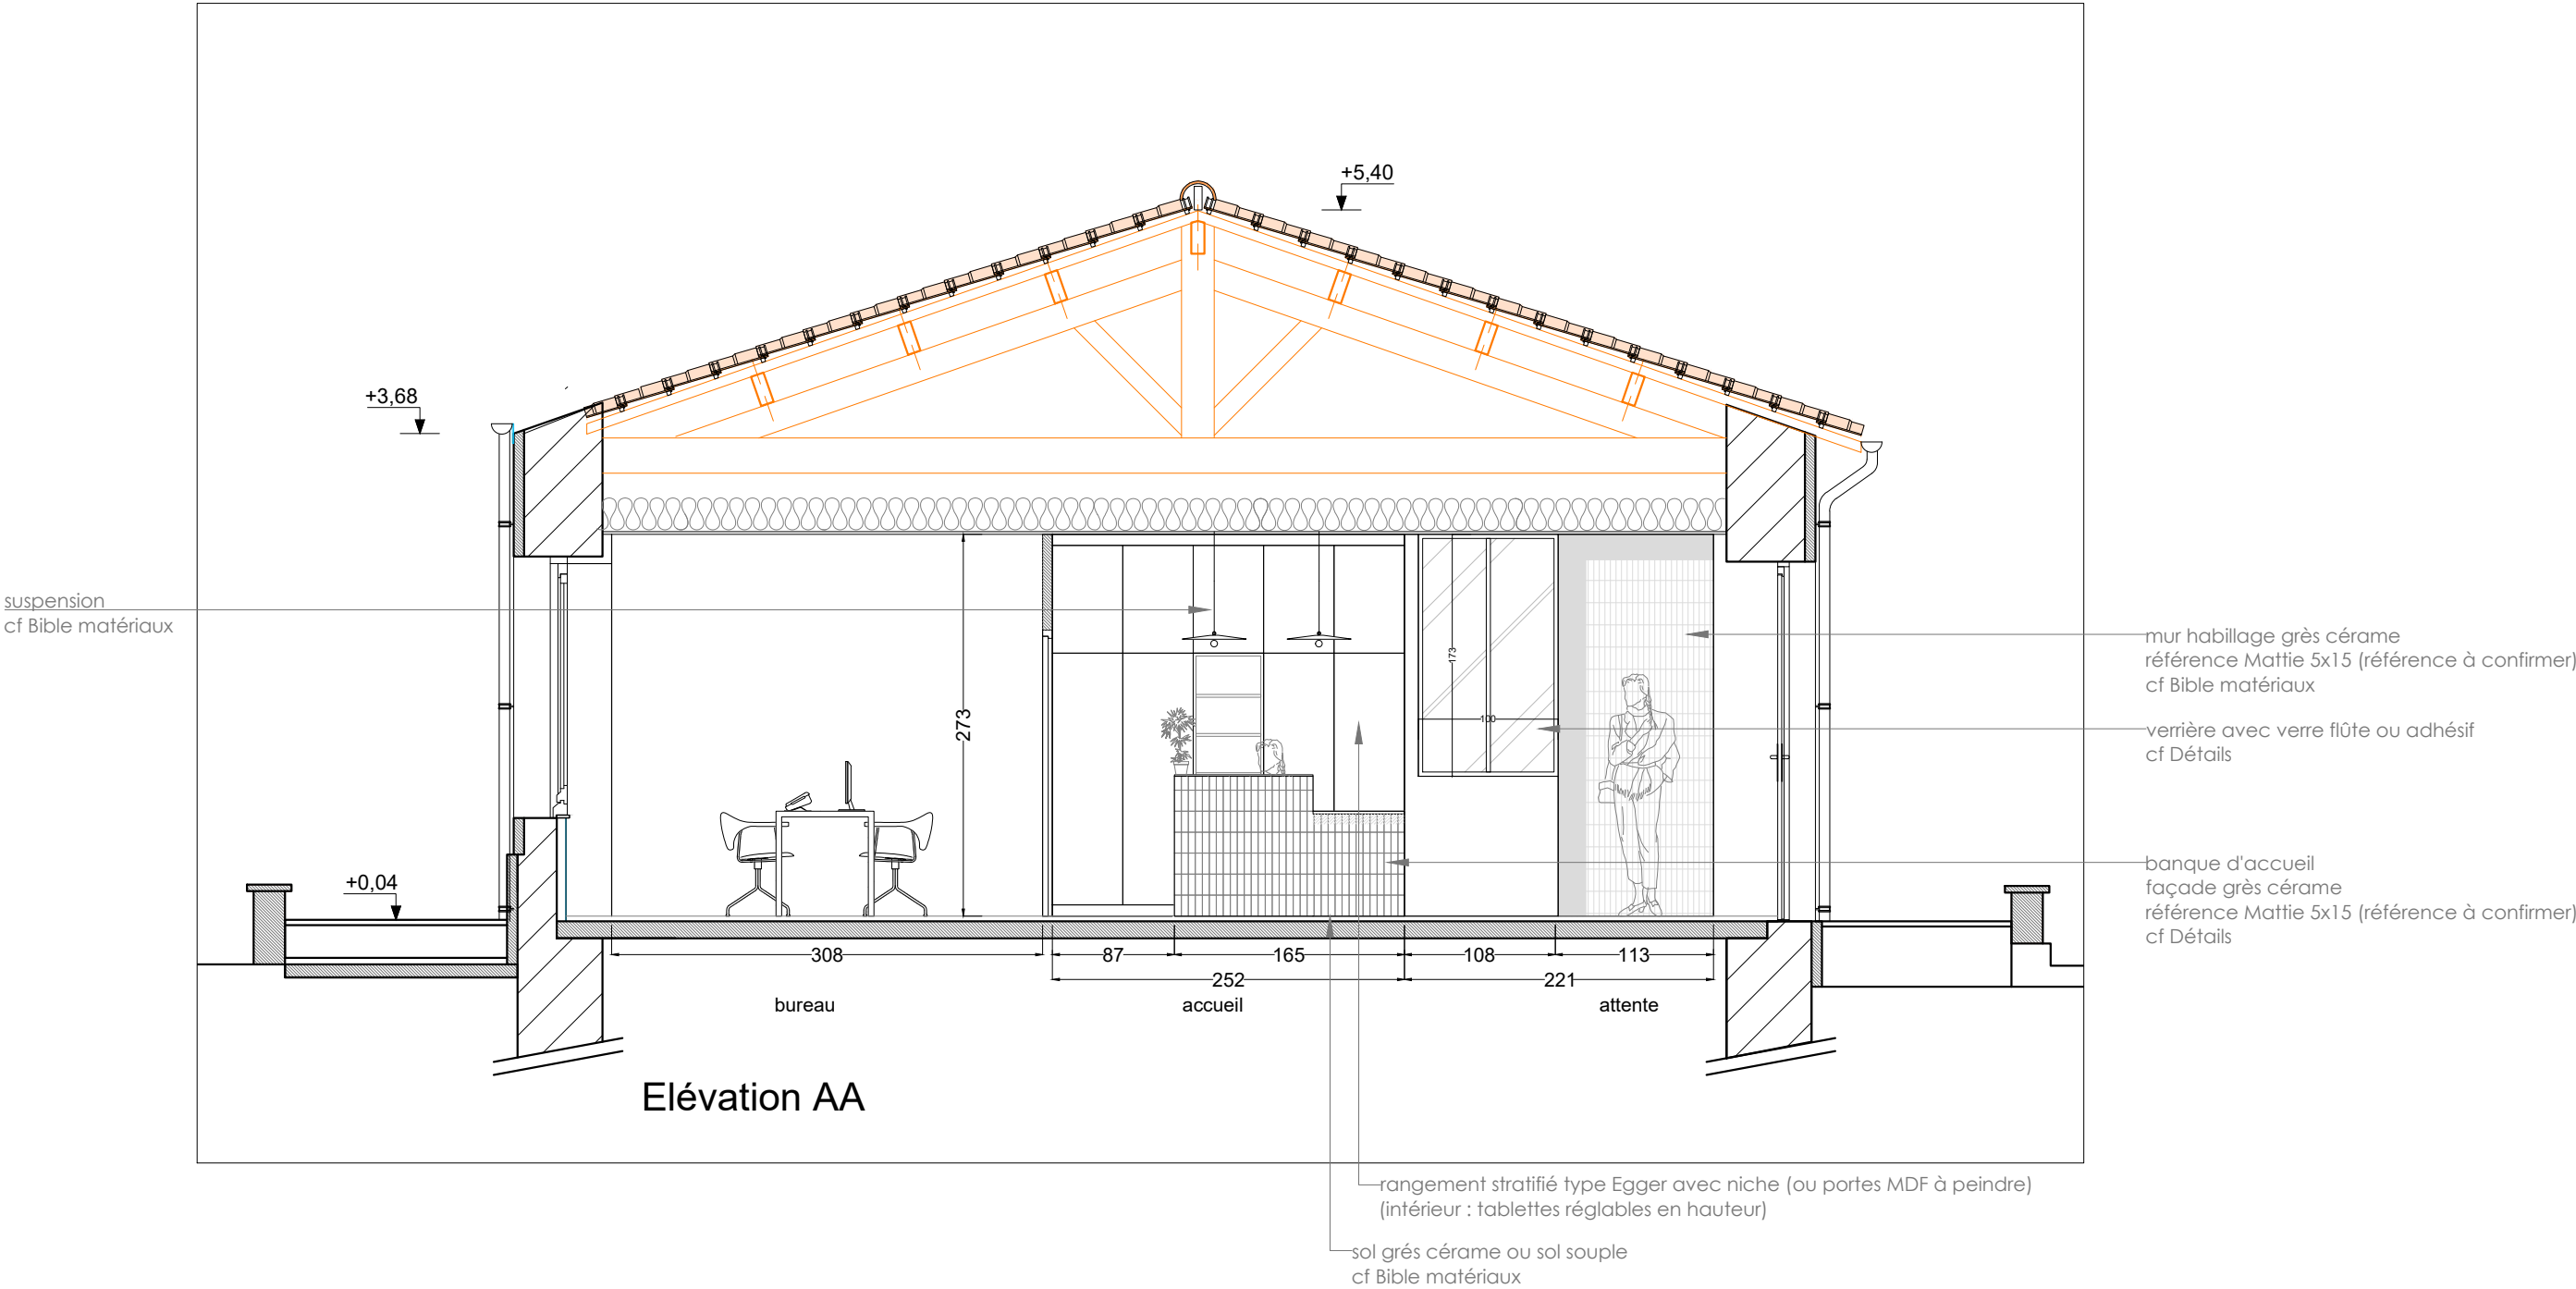 +5,40
+3,68
suspension
cf Bible matériaux
mur habillage grès cérame
référence Mattie 5x15 (référence à confirmer)
cf Bible matériaux
173
273
100
verrière avec verre flûte ou adhésif
cf Détails
banque d'accueil
façade grès cérame
référence Mattie 5x15 (référence à confirmer)
cf Détails
+0,04
308
87
165
108
113
252
221
bureau
accueil
attente
Elévation AA
rangement stratifié type Egger avec niche (ou portes MDF à peindre)
(intérieur : tablettes réglables en hauteur)
sol grés cérame ou sol souple
cf Bible matériaux